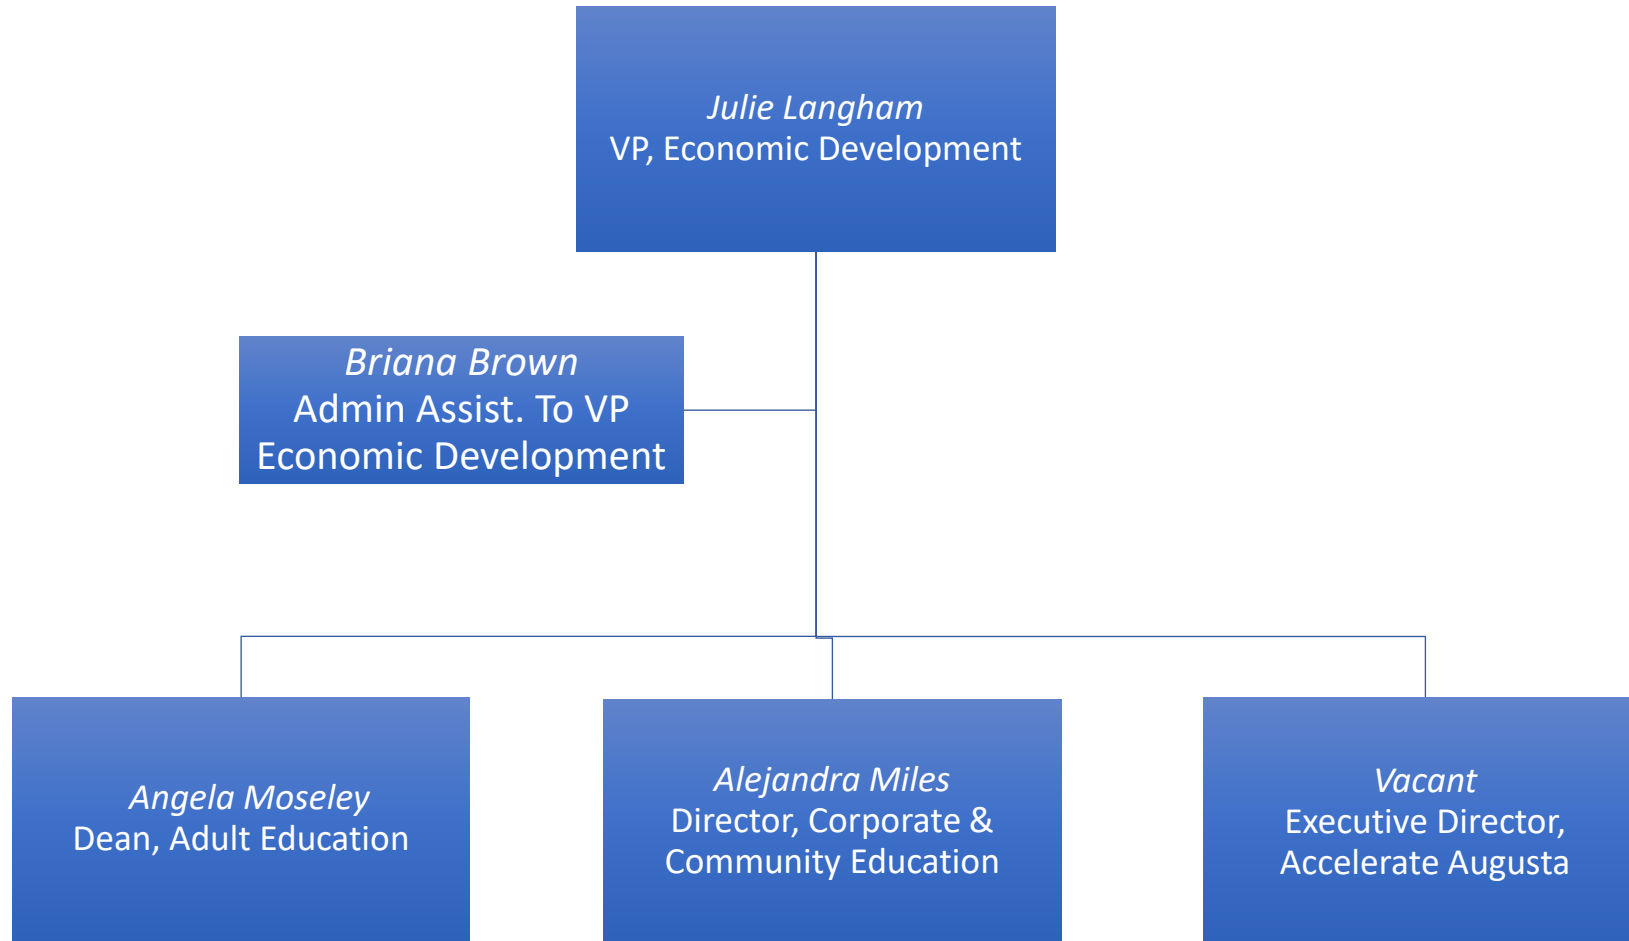 Julie Langham
VP, Economic Development
Briana Brown
Admin Assist. To VP
Economic Development
Angela Moseley
Dean, Adult Education
Alejandra Miles
Director, Corporate &
Community Education
Vacant
Executive Director,
Accelerate Augusta